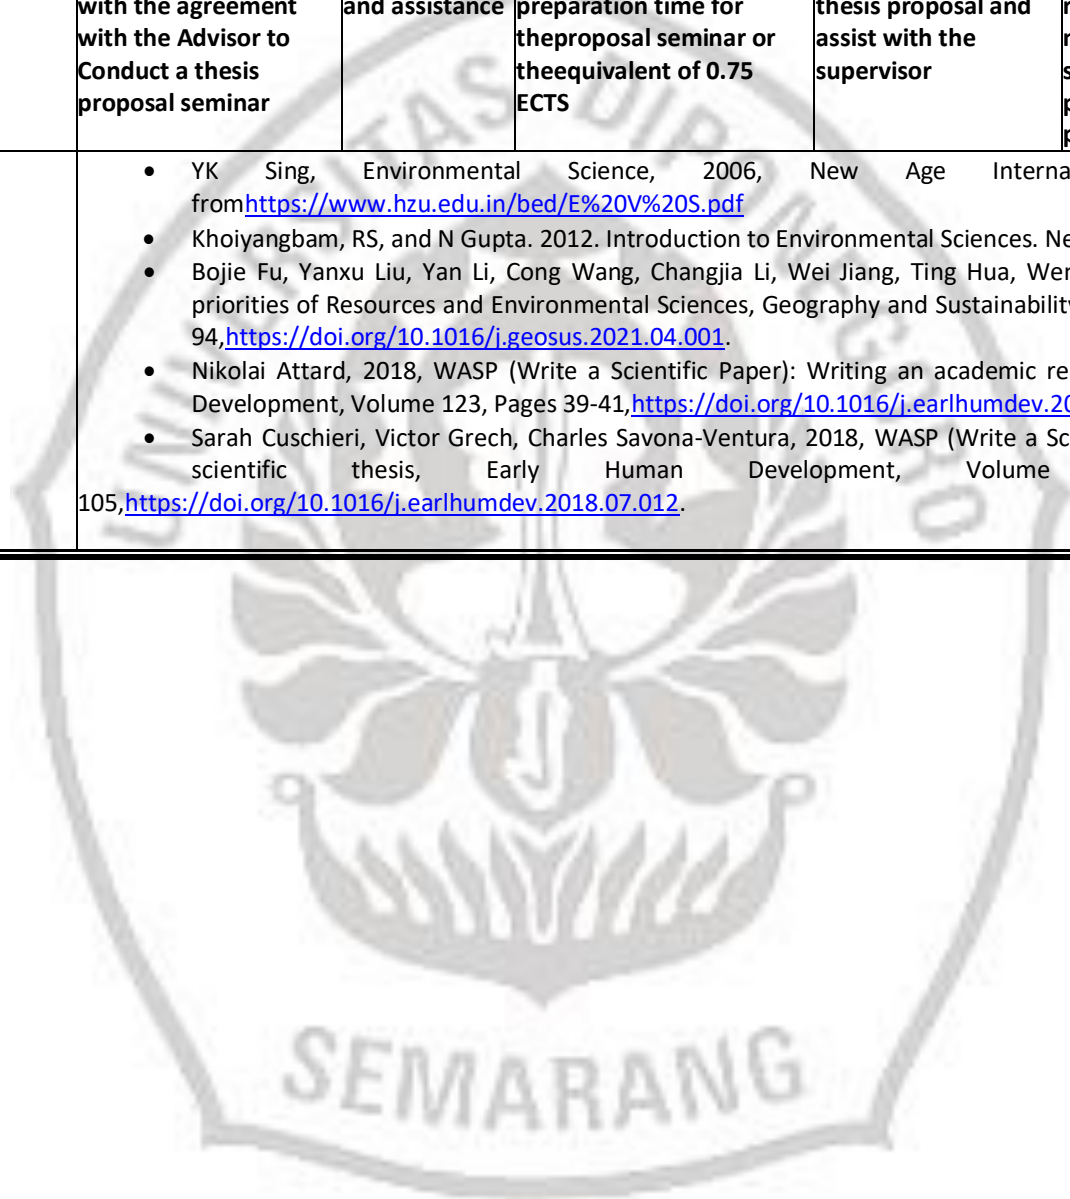 with the agreement
with the Advisor to
Conduct a thesis
proposal seminar
and assistance
preparation time for
theproposal seminar or
theequivalent of 0.75
ECTS
thesis proposal and
assist with the
supervisor
• YK Sing, Environmental Science, 2006, New Age Interna
fromhttps://www.hzu.edu.in/bed/E%20V%20S.pdf
• Khoiyangbam, RS, and N Gupta. 2012. Introduction to Environmental Sciences. Ne
• Bojie Fu, Yanxu Liu, Yan Li, Cong Wang, Changjia Li, Wei Jiang, Ting Hua, Wen
priorities of Resources and Environmental Sciences, Geography and Sustainability
94,https://doi.org/10.1016/j.geosus.2021.04.001.
• Nikolai Attard, 2018, WASP (Write a Scientific Paper): Writing an academic re
Development, Volume 123, Pages 39-41,https://doi.org/10.1016/j.earlhumdev.20
• Sarah Cuschieri, Victor Grech, Charles Savona-Ventura, 2018, WASP (Write a Sc
scientific thesis, Early Human Development, Volume
105,https://doi.org/10.1016/j.earlhumdev.2018.07.012.
UNIVERSITAS DIPONEGORO
SEMARANG